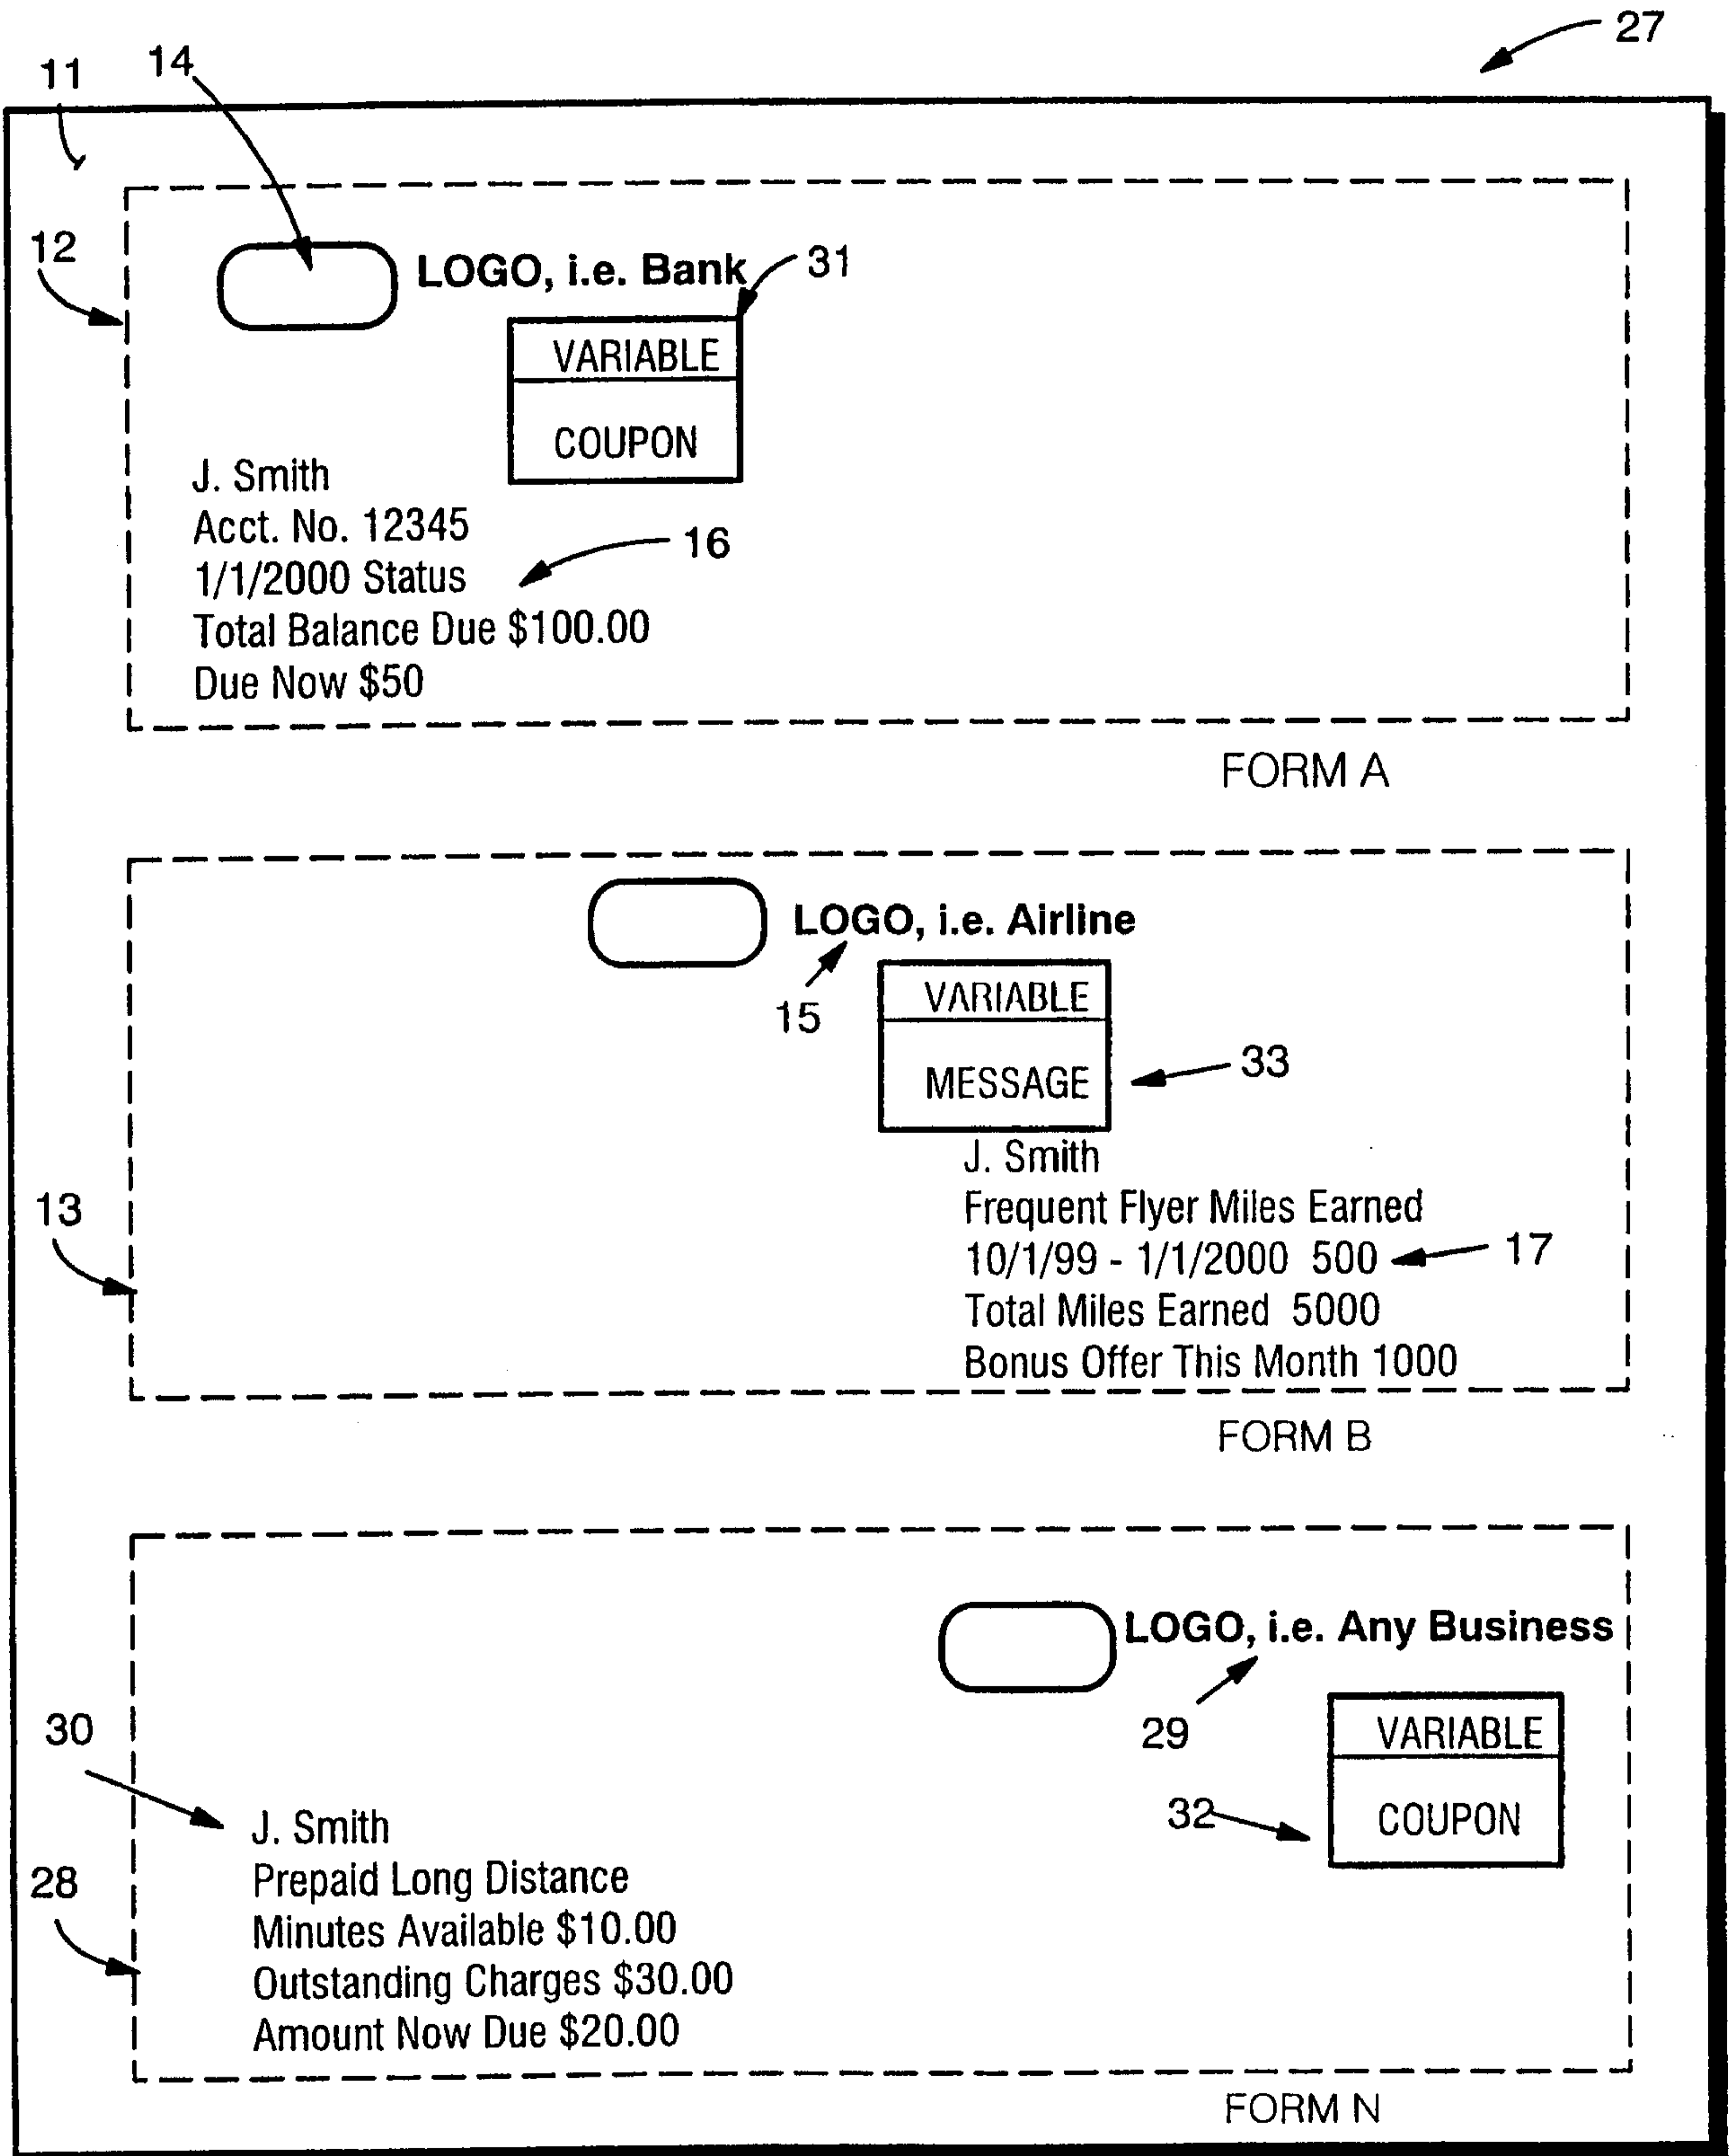 27
11
14
12
LOGO, i.e. Bank
31
VARIABLE
COUPON
J. Smith
Acct. No. 12345
16
1/1/2000 Status
Total Balance Due $100.00
Due Now $50
FORM A
LOGO, i.e. Airline
15
VARIABLE
MESSAGE
33
J. Smith
13
Frequent Flyer Miles Earned
10/1/99 - 1/1/2000 500
17
Total Miles Earned 5000
Bonus Offer This Month 1000
FORM B
LOGO, i.e. Any Business
29
30
VARIABLE
32
COUPON
J. Smith
28
Prepaid Long Distance
Minutes Available $10.00
Outstanding Charges $30.00
Amount Now Due $20.00
FORM N